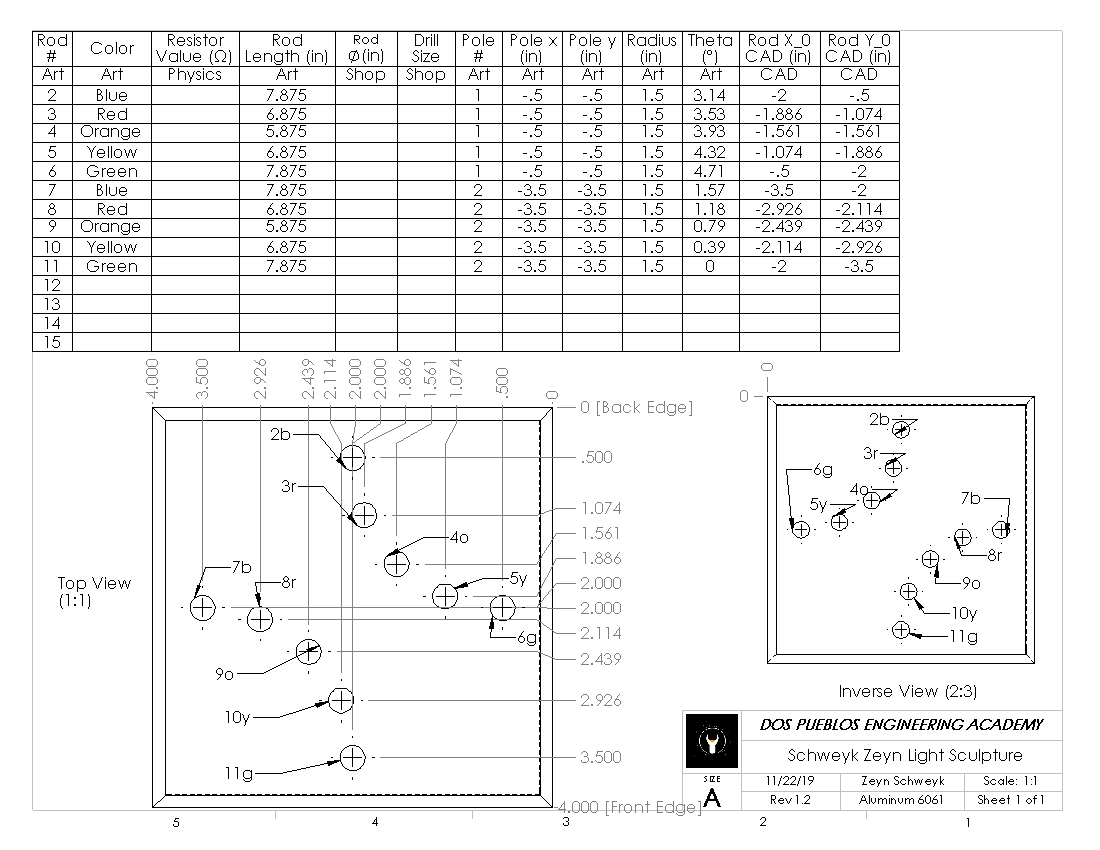 Rod # Color Resistor Value (Ω) Rod Length (in) Rod Ø(in) Drill Size Pole # Pole x (in) Pole y (in) Radius (in) Theta (°) Rod X_0 CAD (in) Rod Y_0 CAD (in)
Art Art Physics Art Shop Shop Art Art Art Art Art CAD CAD
2 Blue 7.875 1 -.5 -.5 1.5 3.14 -2 -.5
3 Red 6.875 1 -.5 -.5 1.5 3.53 -1.886 -1.074
4 Orange 5.875 1 -.5 -.5 1.5 3.93 -1.561 -1.561
5 Yellow 6.875 1 -.5 -.5 1.5 4.32 -1.074 -1.886
6 Green 7.875 1 -.5 -.5 1.5 4.71 -.5 -2
7 Blue 7.875 2 -3.5 -3.5 1.5 1.57 -3.5 -2
8 Red 6.875 2 -3.5 -3.5 1.5 1.18 -2.926 -2.114
9 Orange 5.875 2 -3.5 -3.5 1.5 0.79 -2.439 -2.439
10 Yellow 6.875 2 -3.5 -3.5 1.5 0.39 -2.114 -2.926
11 Green 7.875 2 -3.5 -3.5 1.5 0 -2 -3.5
12
13
14
15
4.000 3.500 2.926 2.439 2.114 2.000 2.000 1.886 1.561 1.074 .500 0
0 [Back Edge]
.500
1.074
1.561
1.886
2.000
2.000
2.114
2.439
2.926
3.500
4.000 [Front Edge]
2b
3r
4o
5y
6g
7b
8r
9o
10y
11g
Top View
(1:1)
0
0
2b
3r
6g
4o
5y
7b
8r
9o
10y
11g
Inverse View (2:3)
DOS PUEBLOS ENGINEERING ACADEMY
Schweyk Zeyn Light Sculpture
SIZE
A
11/22/19 Zeyn Schweyk Scale: 1:1
Rev 1.2 Aluminum 6061 Sheet 1 of 1
5 4 3 2 1